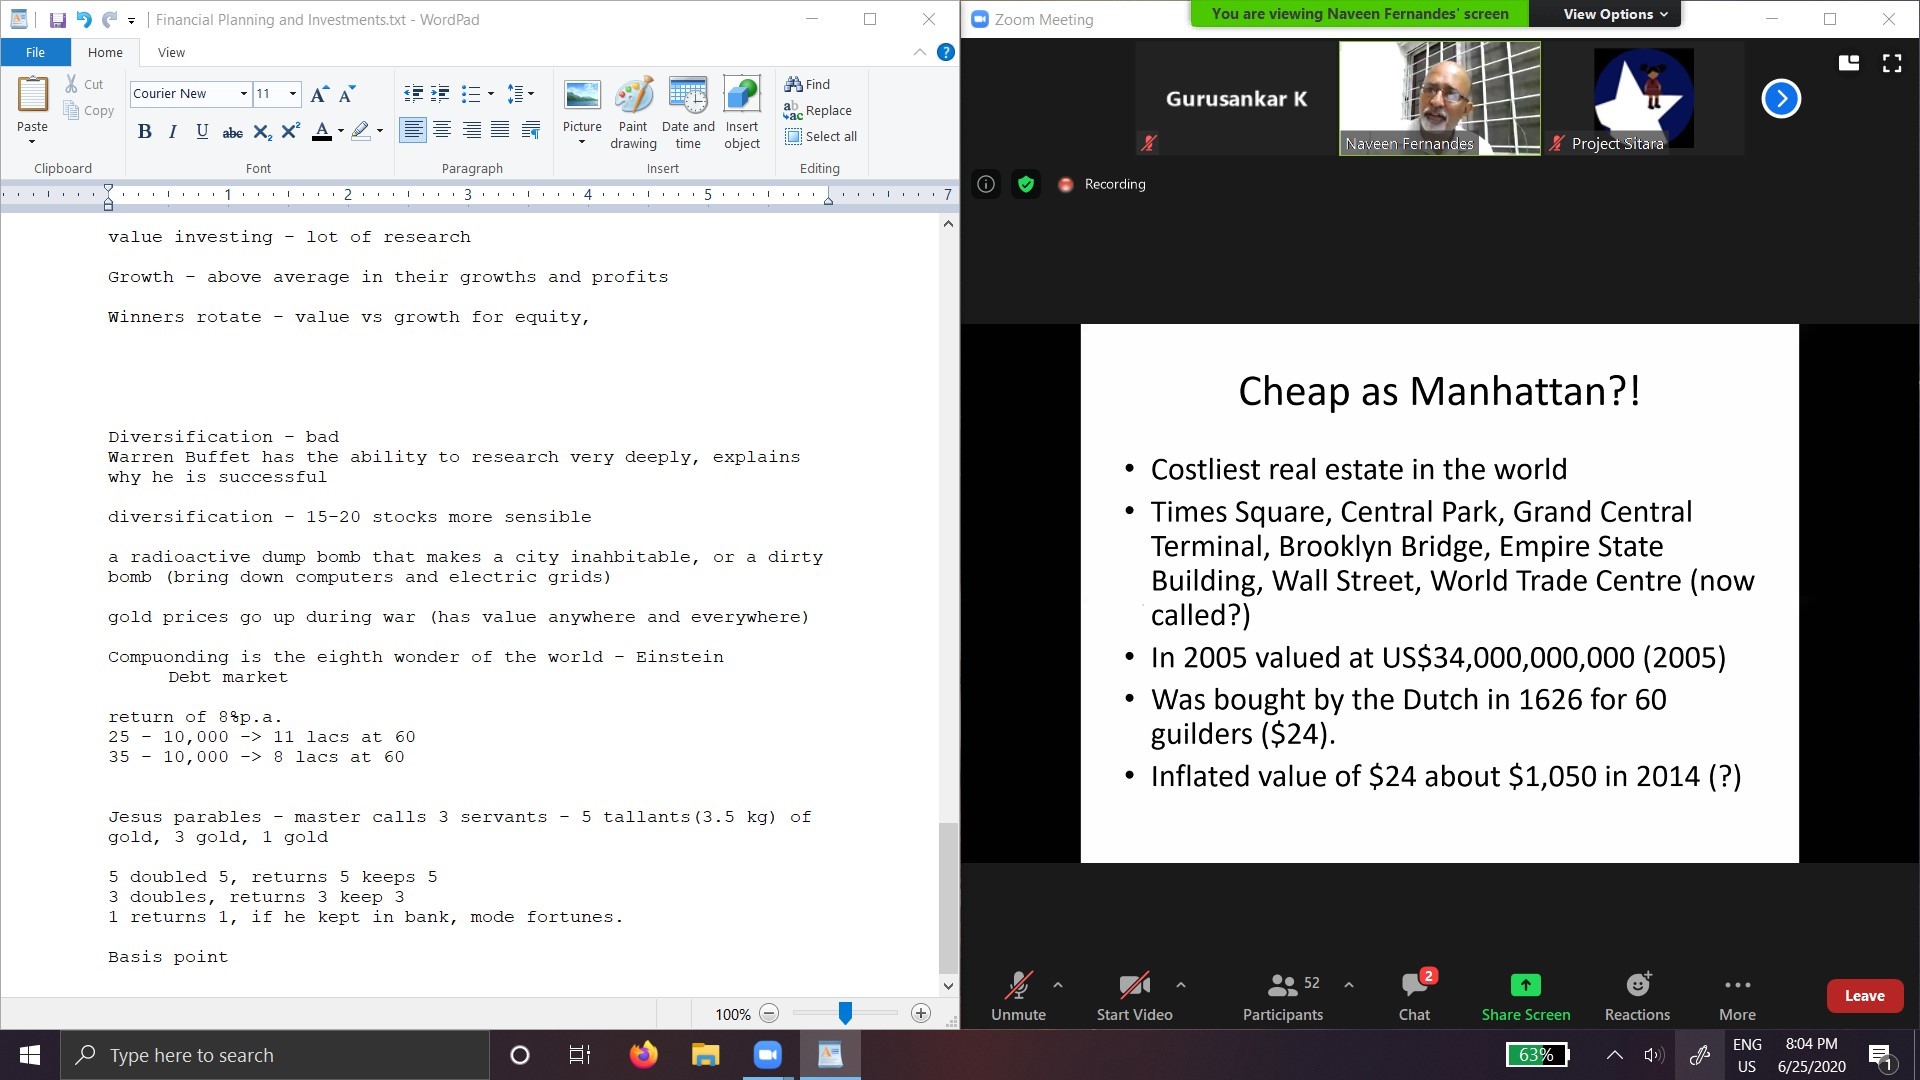 Financial Planning and Investments.txt - WordPad
File
Home
View
Paste
Cut
Copy
Clipboard
Courier New
11
A
A
B I U abc X₂ X² A
Font
Paragraph
Picture
Paint drawing
Date and time
Insert object
Insert
Find
Replace
Select all
Editing
1 2 3 4 5 7
value investing - lot of research
Growth - above average in their growths and profits
Winners rotate - value vs growth for equity,
Diversification - bad
Warren Buffet has the ability to research very deeply, explains
why he is successful
diversification - 15-20 stocks more sensible
a radioactive dump bomb that makes a city inahbitable, or a dirty
bomb (bring down computers and electric grids)
gold prices go up during war (has value anywhere and everywhere)
Compuonding is the eighth wonder of the world - Einstein
Debt market
return of 8%p.a.
25 - 10,000 -> 11 lacs at 60
35 - 10,000 -> 8 lacs at 60
Jesus parables - master calls 3 servants - 5 tallants(3.5 kg) of
gold, 3 gold, 1 gold
5 doubled 5, returns 5 keeps 5
3 doubles, returns 3 keep 3
1 returns 1, if he kept in bank, mode fortunes.
Basis point
100%
Zoom Meeting
You are viewing Naveen Fernandes' screen
View Options
Gurusankar K
Naveen Fernandes
Project Sitara
Recording
Cheap as Manhattan?!
• Costliest real estate in the world
• Times Square, Central Park, Grand Central
Terminal, Brooklyn Bridge, Empire State
Building, Wall Street, World Trade Centre (now
called?)
• In 2005 valued at US$34,000,000,000 (2005)
• Was bought by the Dutch in 1626 for 60
guilders ($24).
• Inflated value of $24 about $1,050 in 2014 (?)
Unmute
Start Video
52
Participants
2
Chat
Share Screen
Reactions
More
Leave
Type here to search
63%
ENG
US
8:04 PM
6/25/2020
1